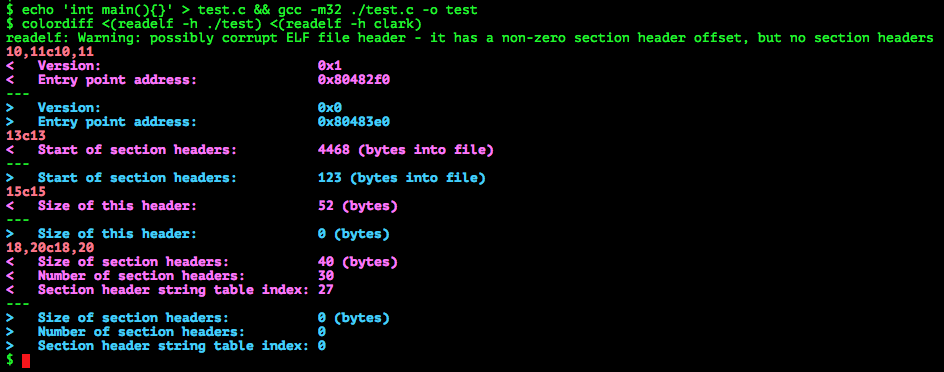 $ echo 'int main(){}' > test.c && gcc -m32 ./test.c -o test
$ colordiff <(readelf -h ./test) <(readelf -h clark)
readelf: Warning: possibly corrupt ELF file header - it has a non-zero section header offset, but no section headers
10,11c10,11
<   Version:                           0x1
<   Entry point address:               0x80482f0
---
>   Version:                           0x0
>   Entry point address:               0x80483e0
13c13
<   Start of section headers:          4468 (bytes into file)
---
>   Start of section headers:          123 (bytes into file)
15c15
<   Size of this header:               52 (bytes)
---
>   Size of this header:               0 (bytes)
18,20c18,20
<   Size of section headers:           40 (bytes)
<   Number of section headers:         30
<   Section header string table index: 27
---
>   Size of section headers:           0 (bytes)
>   Number of section headers:         0
>   Section header string table index: 0
$